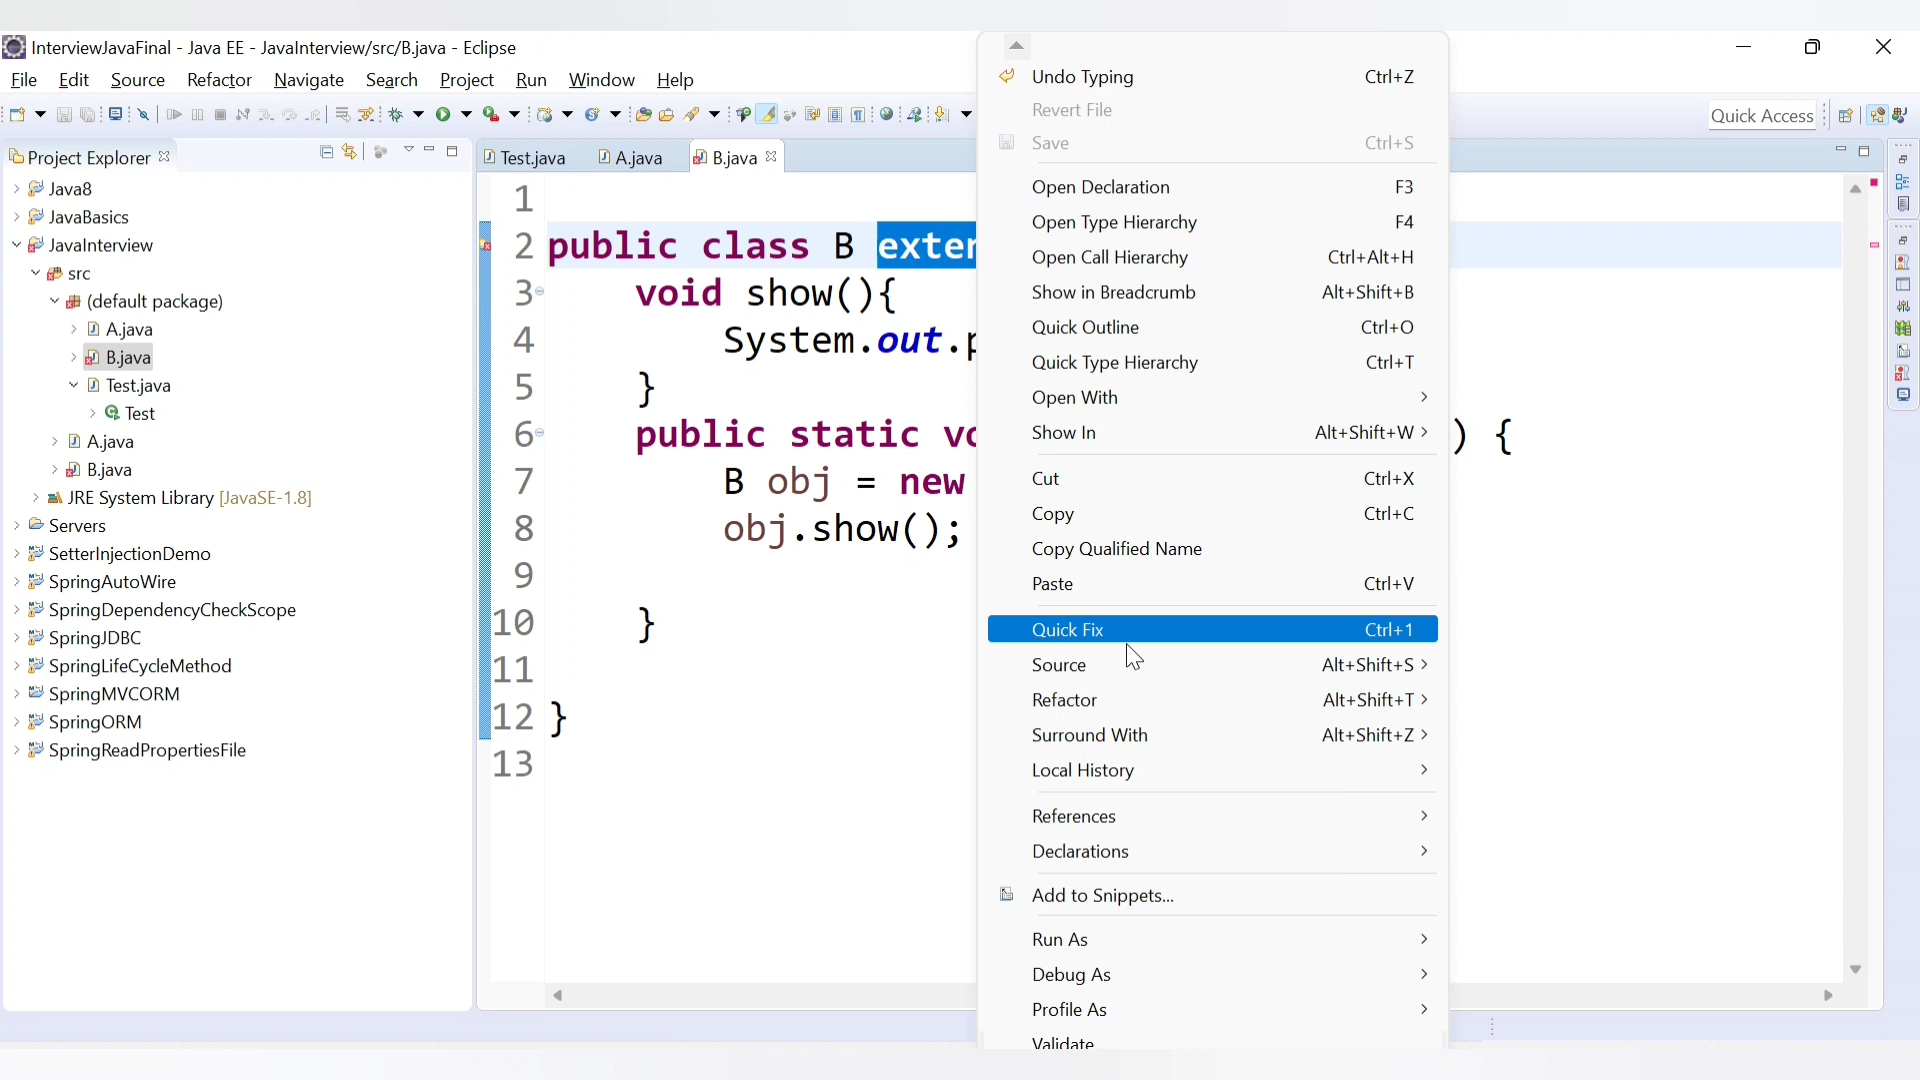 InterviewJavaFinal - Java EE - JavaInterview/src/B.java - Eclipse
File Edit Source Refactor Navigate Search Project Run Window Help
Quick Access
Project Explorer
Java8
JavaBasics
JavaInterview
src
(default package)
A.java
B.java
Test.java
Test
A.java
B.java
JRE System Library [JavaSE-1.8]
Servers
SetterInjectionDemo
SpringAutoWire
SpringDependencyCheckScope
SpringJDBC
SpringLifeCycleMethod
SpringMVCORM
SpringORM
SpringReadPropertiesFile
Test.java A.java B.java
1
2 public class B exter
3 void show(){
4 System.out.p
5 }
6 public static vo ) {
7 B obj = new
8 obj.show();
9
10 }
11
12 }
13
Undo Typing Ctrl+Z
Revert File
Save Ctrl+S
Open Declaration F3
Open Type Hierarchy F4
Open Call Hierarchy Ctrl+Alt+H
Show in Breadcrumb Alt+Shift+B
Quick Outline Ctrl+O
Quick Type Hierarchy Ctrl+T
Open With
Show In Alt+Shift+W
Cut Ctrl+X
Copy Ctrl+C
Copy Qualified Name
Paste Ctrl+V
Quick Fix Ctrl+1
Source Alt+Shift+S
Refactor Alt+Shift+T
Surround With Alt+Shift+Z
Local History
References
Declarations
Add to Snippets...
Run As
Debug As
Profile As
Validate